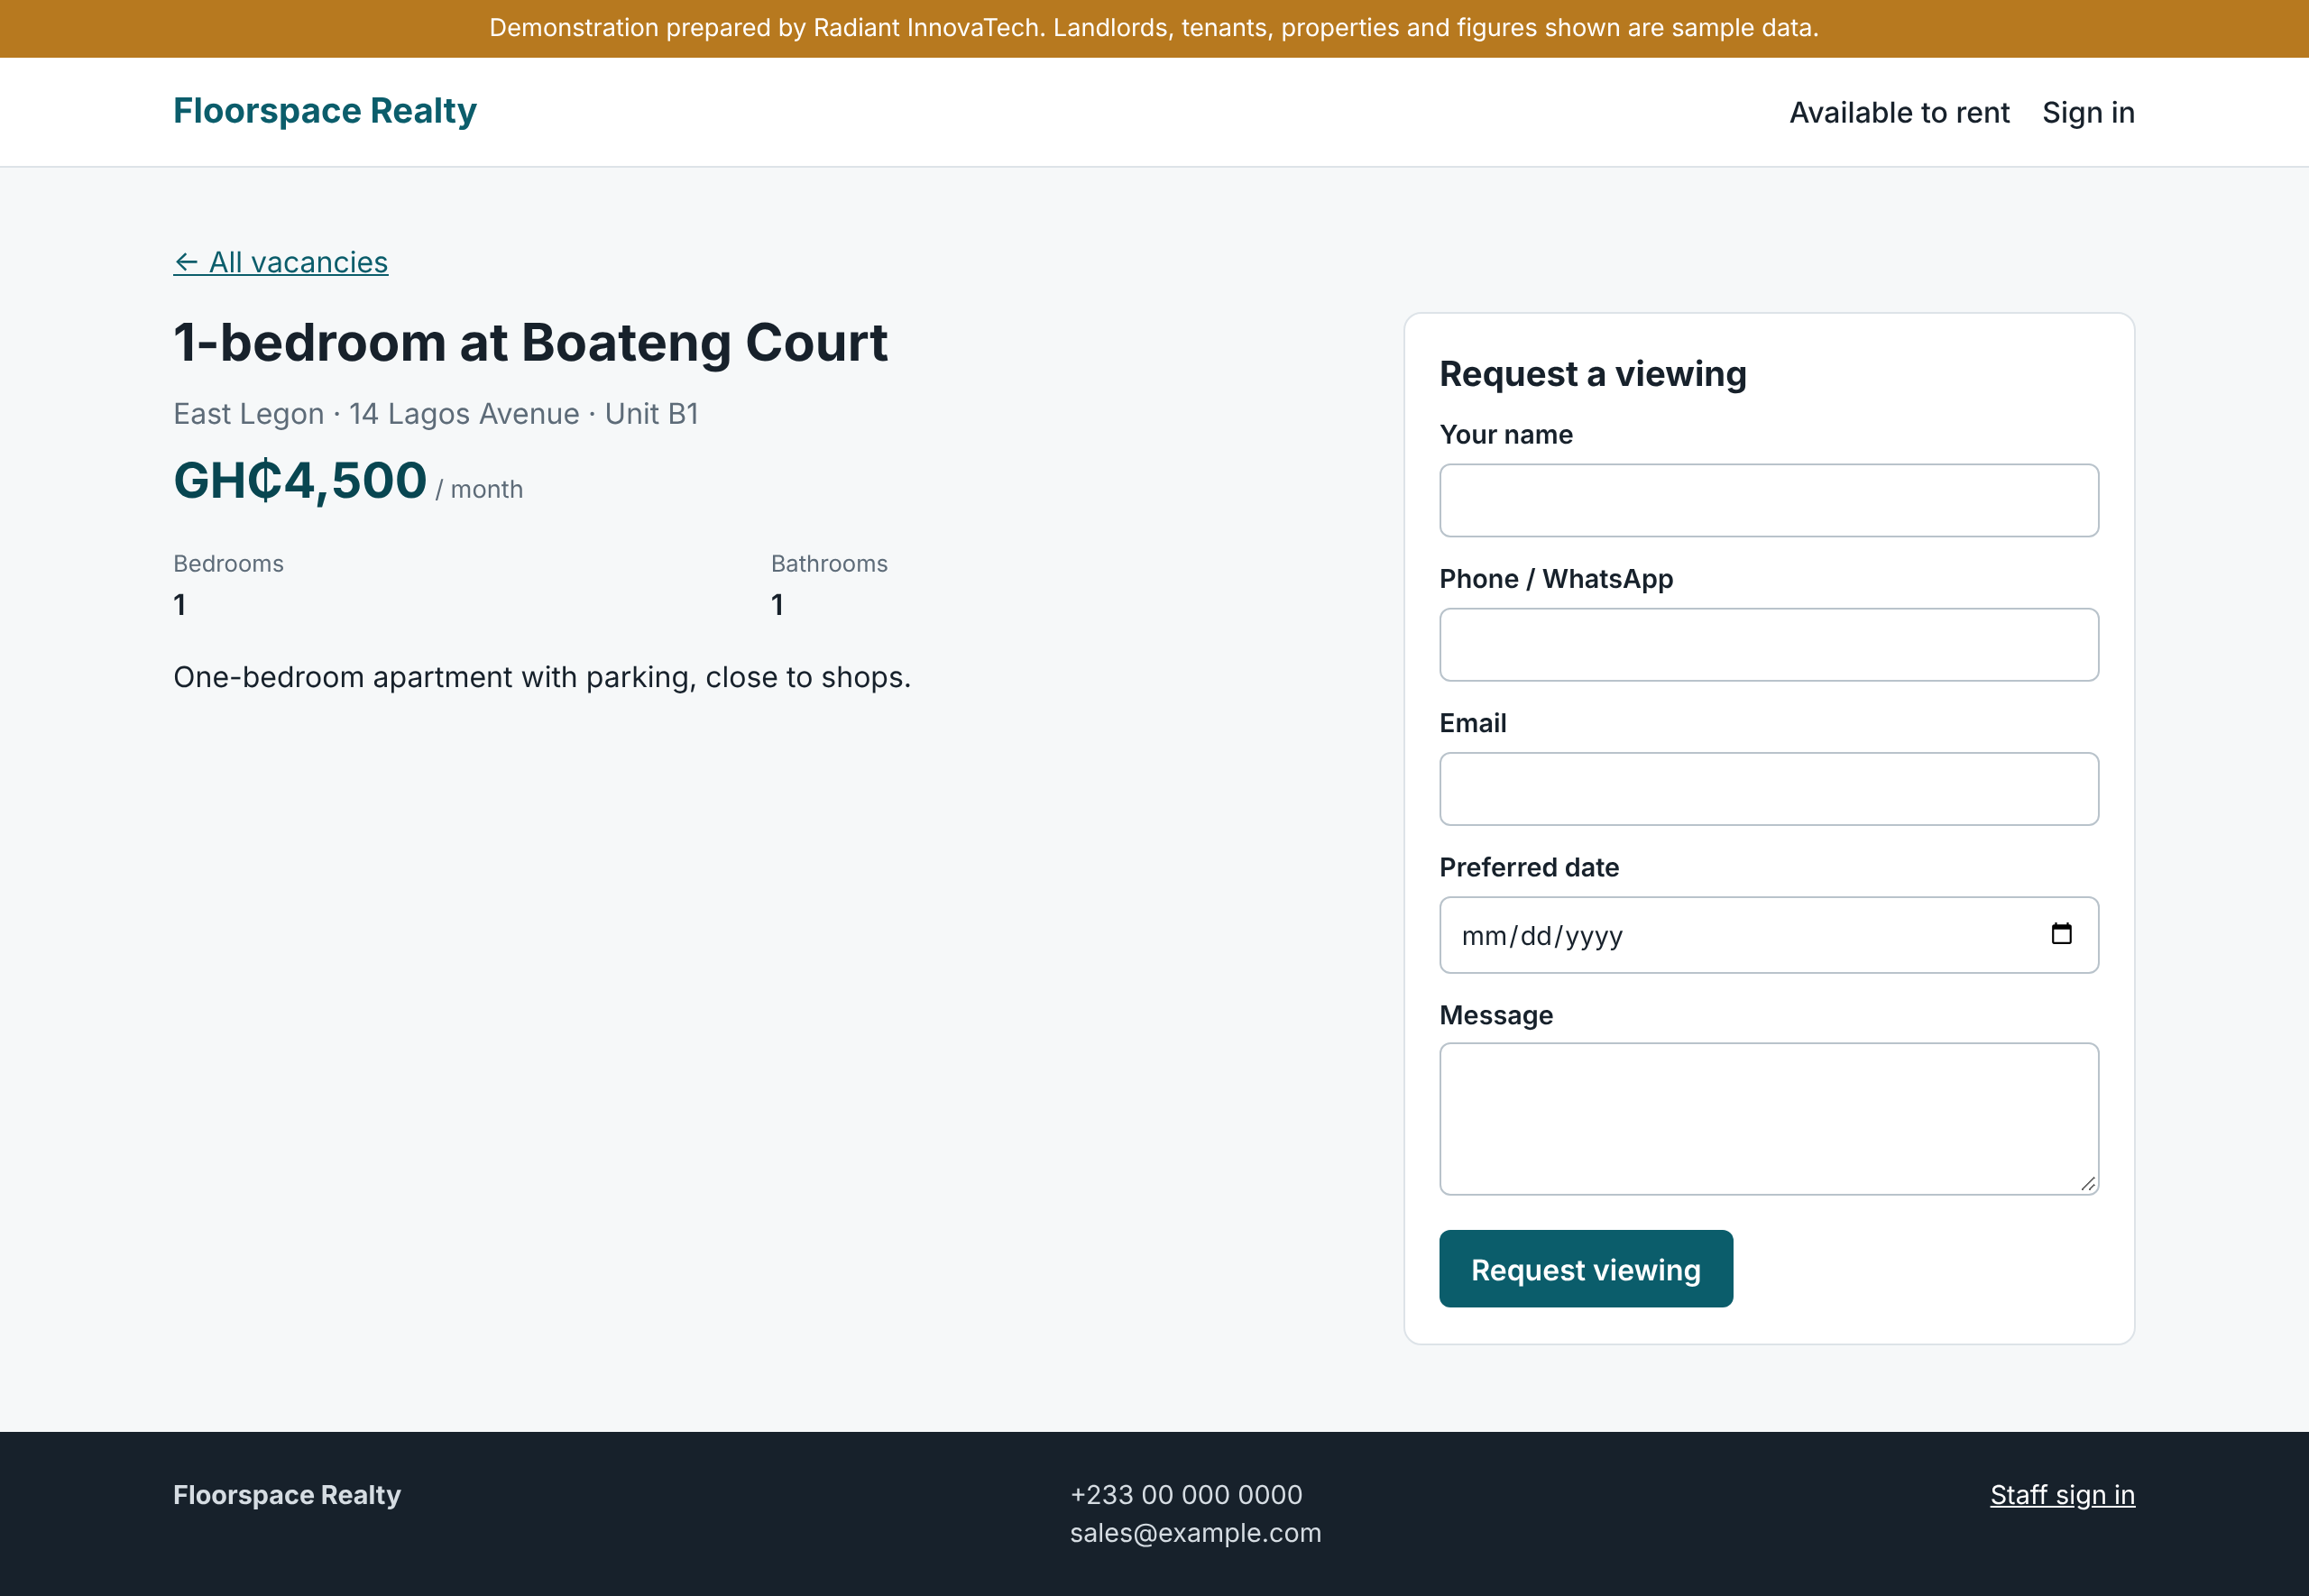 Demonstration prepared by Radiant InnovaTech. Landlords, tenants, properties and figures shown are sample data.
Floorspace Realty
Available to rent
Sign in
← All vacancies
1-bedroom at Boateng Court
East Legon · 14 Lagos Avenue · Unit B1
GH₵4,500 / month
Bedrooms
1
Bathrooms
1
One-bedroom apartment with parking, close to shops.
Request a viewing
Your name
Phone / WhatsApp
Email
Preferred date
mm/dd/yyyy
Message
Request viewing
Floorspace Realty
+233 00 000 0000
sales@example.com
Staff sign in